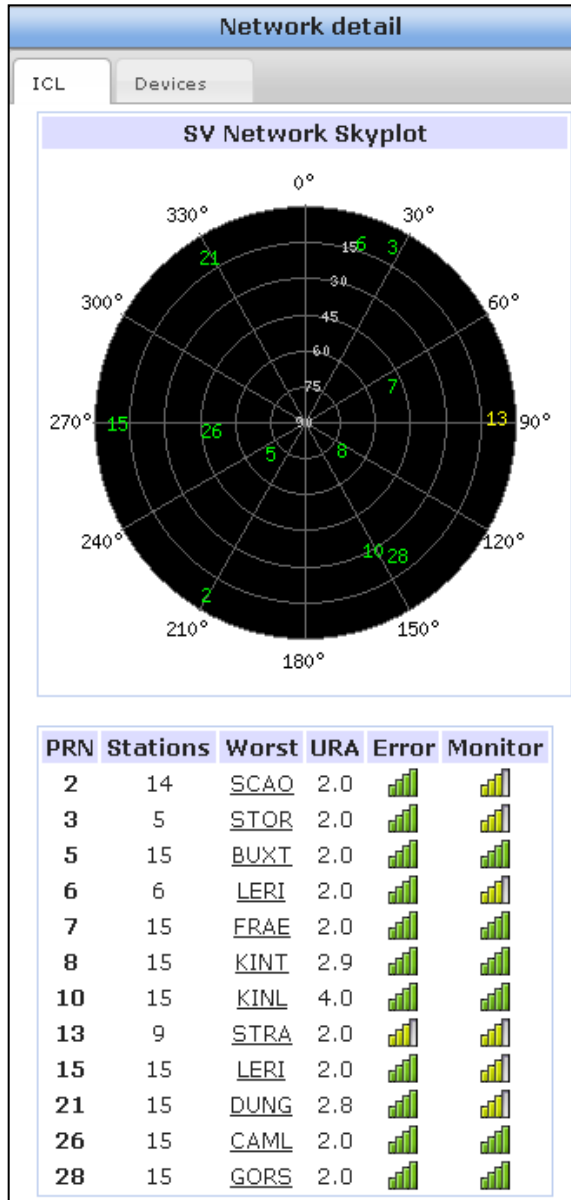 Network detail
ICL Devices
SV Network Skyplot
0°
330° 30°
15 6 3
21
30
300° 60°
45
60
75 7
270° 15 26 90 13 90°
5 8
10 28
240° 120°
2
210° 150°
180°
PRN Stations Worst URA Error Monitor
2 14 SCAO 2.0
3 5 STOR 2.0
5 15 BUXT 2.0
6 6 LERI 2.0
7 15 FRAE 2.0
8 15 KINT 2.9
10 15 KINL 4.0
13 9 STRA 2.0
15 15 LERI 2.0
21 15 DUNG 2.8
26 15 CAML 2.0
28 15 GORS 2.0